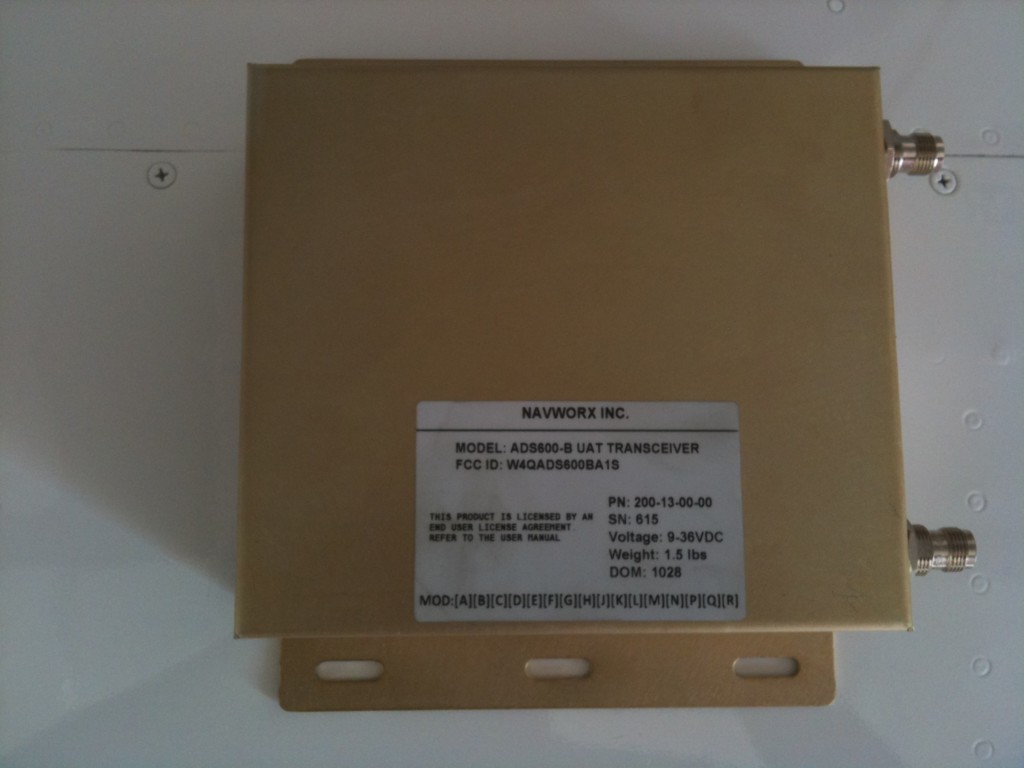 NAVWORX INC.
MODEL: ADS600-B UAT TRANSCEIVER
FCC ID: W4QADS600BA1S
THIS PRODUCT IS LICENSED BY AN
END USER LICENSE AGREEMENT
REFER TO THE USER MANUAL
PN: 200-13-00-00
SN: 615
Voltage: 9-36VDC
Weight: 1.5 lbs
DOM: 1028
MOD:[A][B][C][D][E][F][G][H][J][K][L][M][N][P][Q][R]